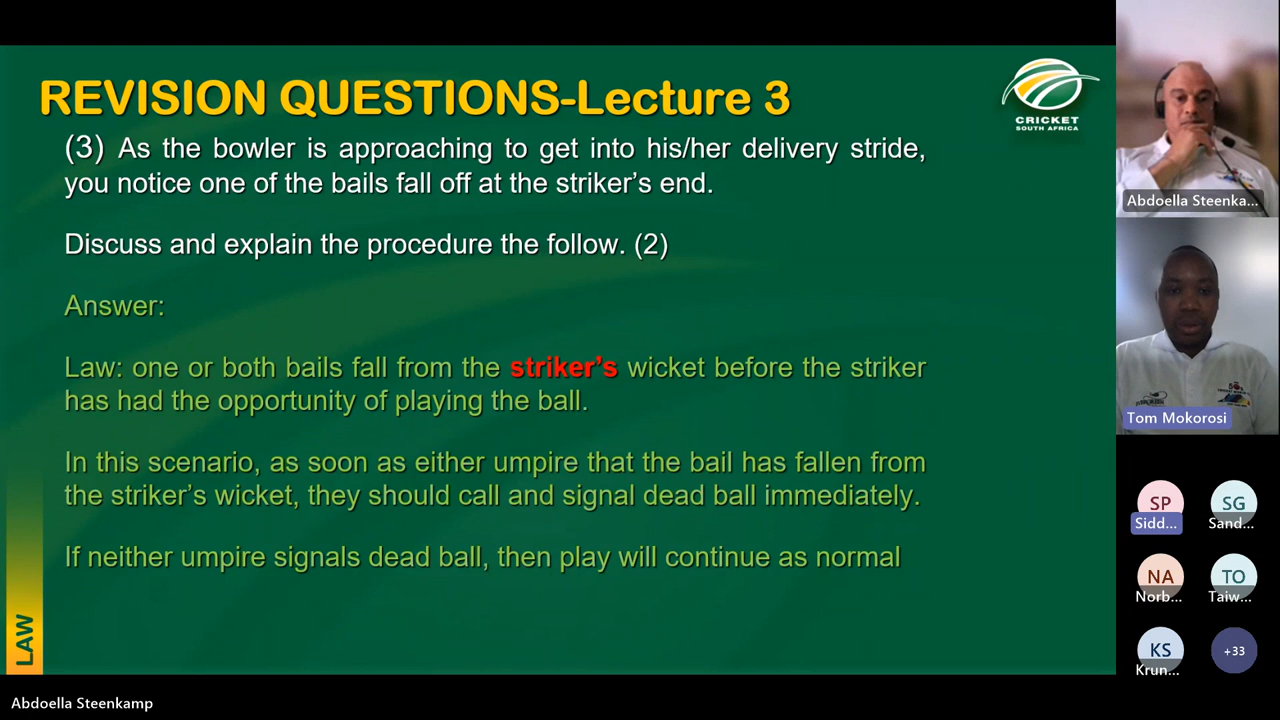 REVISION QUESTIONS-Lecture 3
CRICKET
SOUTH AFRICA
(3) As the bowler is approaching to get into his/her delivery stride,
you notice one of the bails fall off at the striker's end.
Discuss and explain the procedure the follow. (2)
Answer:
Law: one or both bails fall from the striker's wicket before the striker
has had the opportunity of playing the ball.
In this scenario, as soon as either umpire that the bail has fallen from
the striker's wicket, they should call and signal dead ball immediately.
If neither umpire signals dead ball, then play will continue as normal
LAW
Abdoella Steenkamp
Abdoella Steenka...
Tom Mokorosi
SP
Sidd...
SG
Sand...
NA
Norb...
TO
Taiw...
KS
Krun...
+33